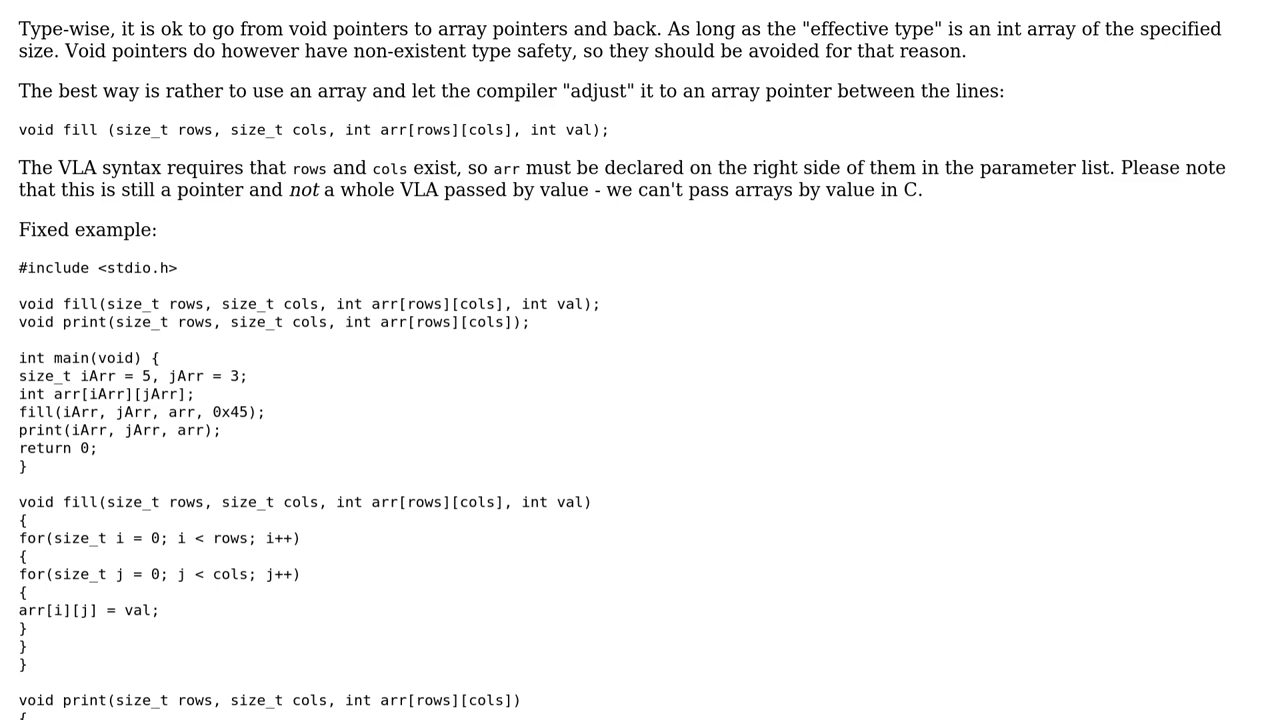 Type-wise, it is ok to go from void pointers to array pointers and back. As long as the "effective type" is an int array of the specified
size. Void pointers do however have non-existent type safety, so they should be avoided for that reason.
The best way is rather to use an array and let the compiler "adjust" it to an array pointer between the lines:
void fill (size_t rows, size_t cols, int arr[rows][cols], int val);
The VLA syntax requires that rows and cols exist, so arr must be declared on the right side of them in the parameter list. Please note
that this is still a pointer and not a whole VLA passed by value - we can't pass arrays by value in C.
Fixed example:
#include <stdio.h>
void fill(size_t rows, size_t cols, int arr[rows][cols], int val);
void print(size_t rows, size_t cols, int arr[rows][cols]);
int main(void) {
size_t iArr = 5, jArr = 3;
int arr[iArr][jArr];
fill(iArr, jArr, arr, 0x45);
print(iArr, jArr, arr);
return 0;
}
void fill(size_t rows, size_t cols, int arr[rows][cols], int val)
{
for(size_t i = 0; i < rows; i++)
{
for(size_t j = 0; j < cols; j++)
{
arr[i][j] = val;
}
}
}
void print(size_t rows, size_t cols, int arr[rows][cols])
{